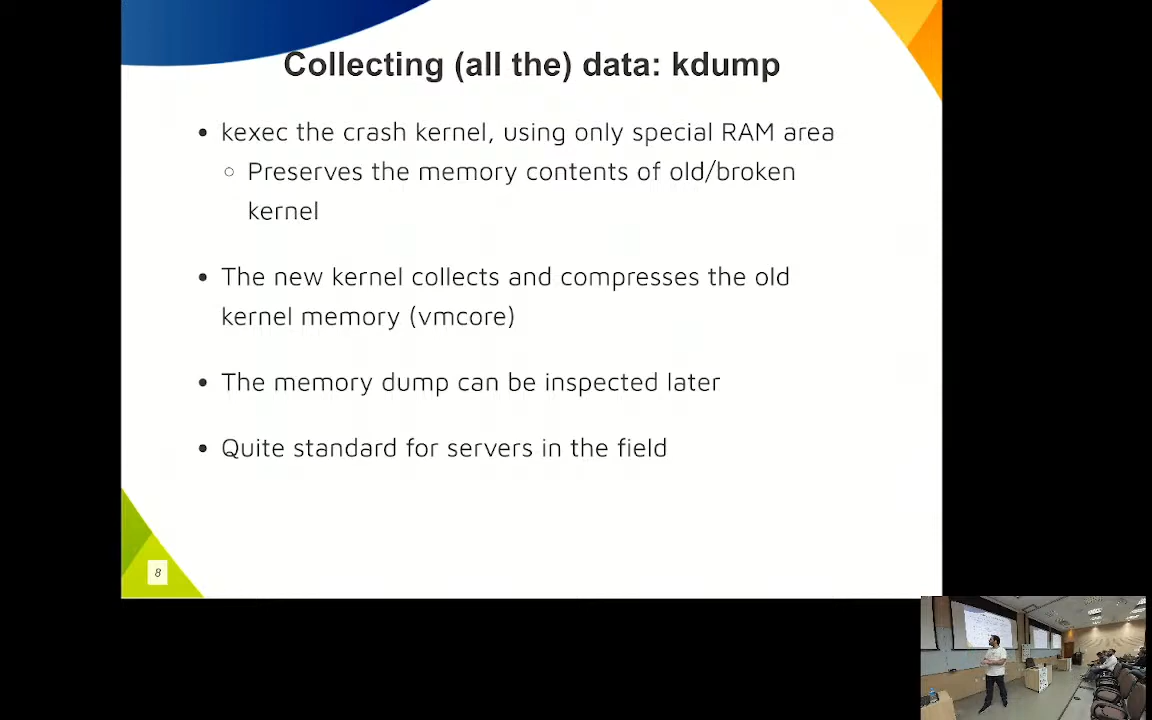 Collecting (all the) data: kdump
• kexec the crash kernel, using only special RAM area
○ Preserves the memory contents of old/broken
kernel
• The new kernel collects and compresses the old
kernel memory (vmcore)
• The memory dump can be inspected later
• Quite standard for servers in the field
8